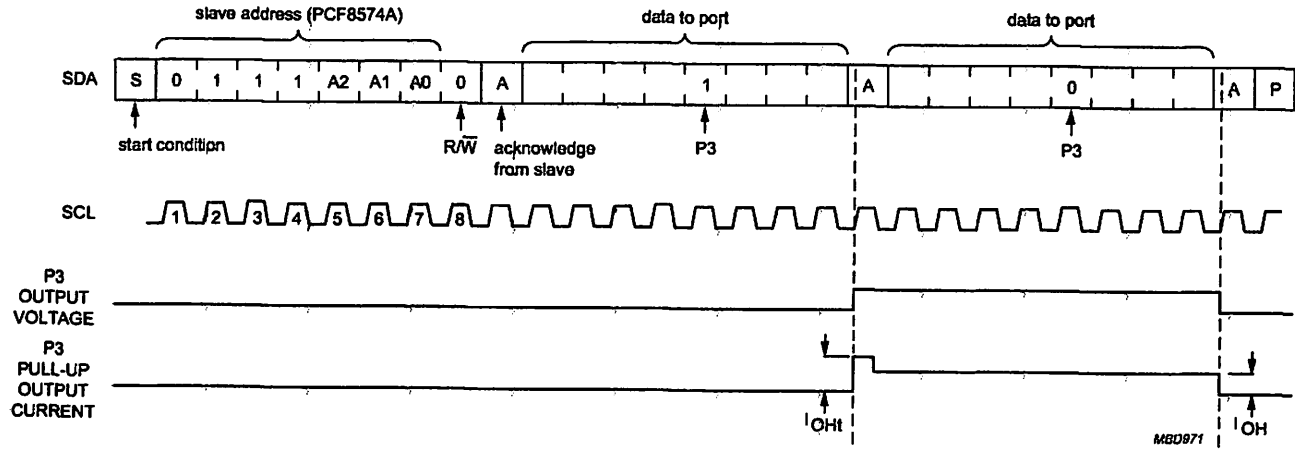 slave address (PCF8574A) data to port data to port
SDA S 0 1 1 1 A2 A1 A0 0 A 1 A 0 A P
start condition R/W̅ acknowledge from slave P3 P3
SCL 1 2 3 4 5 6 7 8
P3
OUTPUT
VOLTAGE
P3
PULL-UP
OUTPUT
CURRENT
IOHt
IOH
MBD971